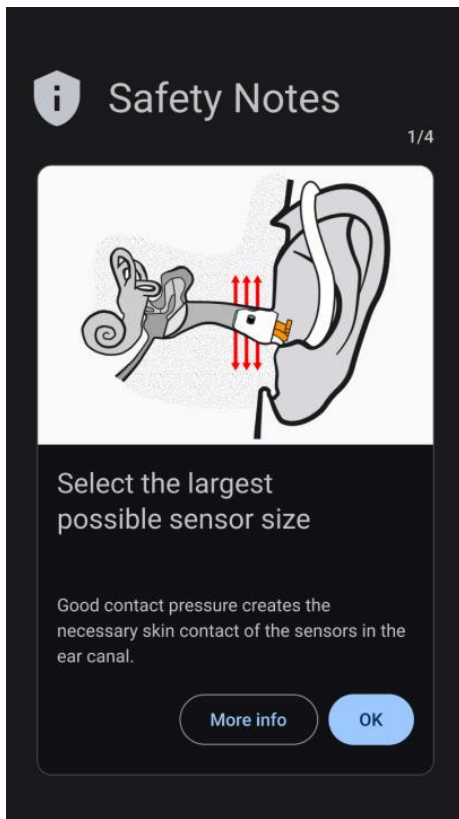 Safety Notes
1/4
Select the largest
possible sensor size
Good contact pressure creates the
necessary skin contact of the sensors in the
ear canal.
More info
OK